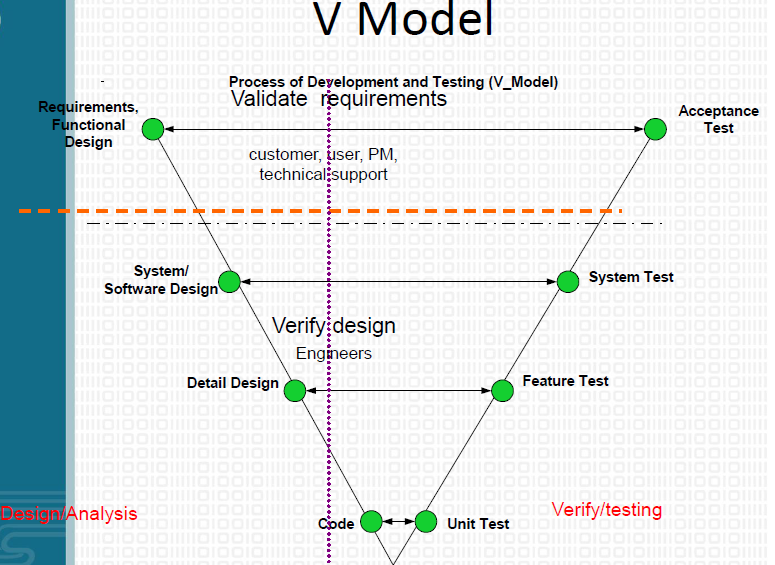 V Model
Process of Development and Testing (V_Model)
Validate requirements
Requirements,
Functional
Design
Acceptance
Test
customer, user, PM,
technical support
System/
Software Design
System Test
Verify design
Engineers
Detail Design
Feature Test
Design/Analysis
Code
Unit Test
Verify/testing